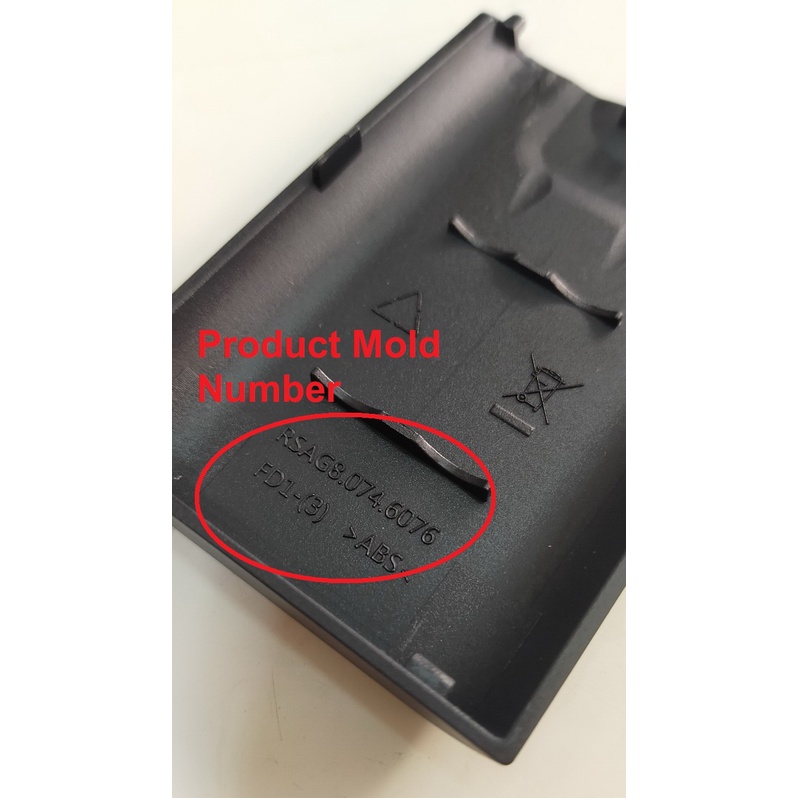 Product Mold
Number
RSAG8.074.6076
FD1-(3) >ABS<